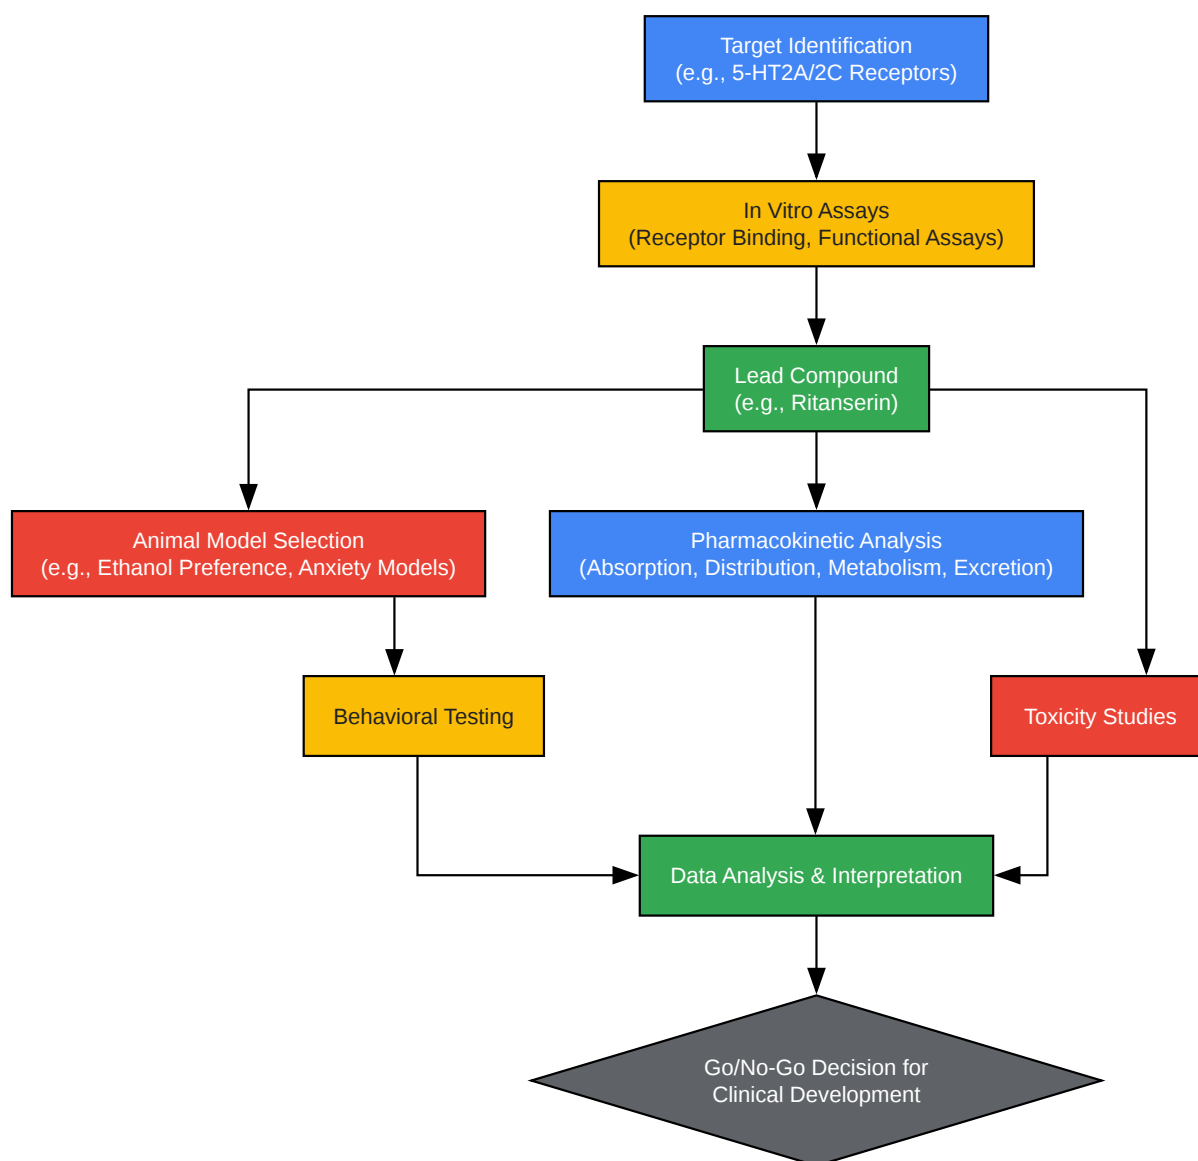 Target Identification
(e.g., 5-HT2A/2C Receptors)
In Vitro Assays
(Receptor Binding, Functional Assays)
Lead Compound
(e.g., Ritanserin)
Animal Model Selection
(e.g., Ethanol Preference, Anxiety Models)
Pharmacokinetic Analysis
(Absorption, Distribution, Metabolism, Excretion)
Behavioral Testing
Toxicity Studies
Data Analysis & Interpretation
Go/No-Go Decision for
Clinical Development